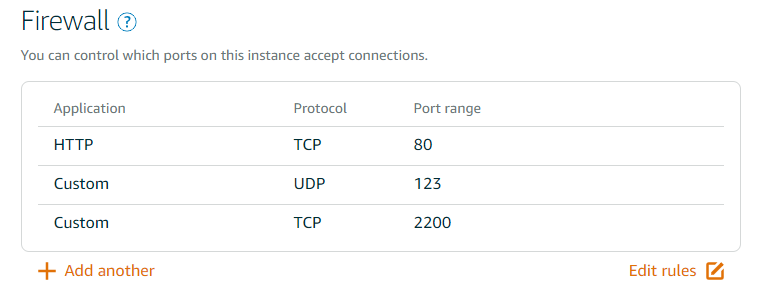 Firewall ?
You can control which ports on this instance accept connections.
Application Protocol Port range
HTTP TCP 80
Custom UDP 123
Custom TCP 2200
+ Add another Edit rules